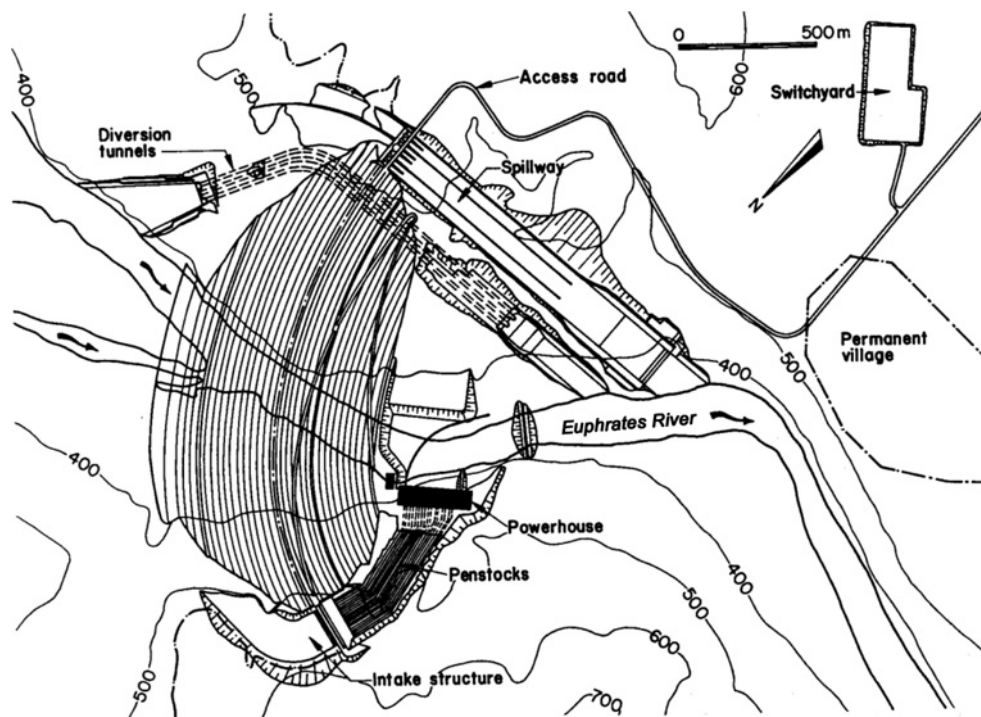 0
500 m
600
Switchyard
Access road
400
500
Diversion
tunnels
Spillway
N
Permanent
village
500
400
Euphrates River
400
Powerhouse
Penstocks
400
500
600
Intake structure
500
700